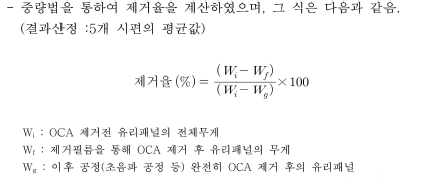 - 중량법을 통하여 제거율을 계산하였으며, 그 식은 다음과 같음.
(결과산정 :5개 시편의 평균값)
제거율(%) = (W_i − W_f) / (W_i − W_g) × 100
W_i : OCA 제거전 유리패널의 전체무게
W_f : 제거필름을 통해 OCA 제거 후 유리패널의 무게
W_g : 이후 공정(초음파 공정 등) 완전히 OCA 제거 후의 유리패널